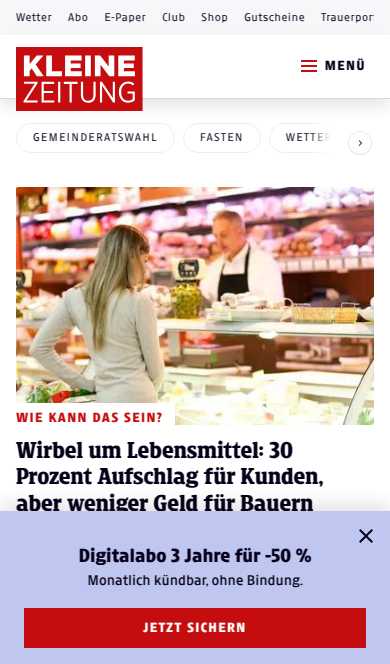 Wetter Abo E-Paper Club Shop Gutscheine Trauerpor
KLEINE
ZEITUNG
MENÜ
GEMEINDERATSWAHL FASTEN WETTER
WIE KANN DAS SEIN?
Wirbel um Lebensmittel: 30
Prozent Aufschlag für Kunden,
aber weniger Geld für Bauern
Digitalabo 3 Jahre für -50 %
Monatlich kündbar, ohne Bindung.
JETZT SICHERN